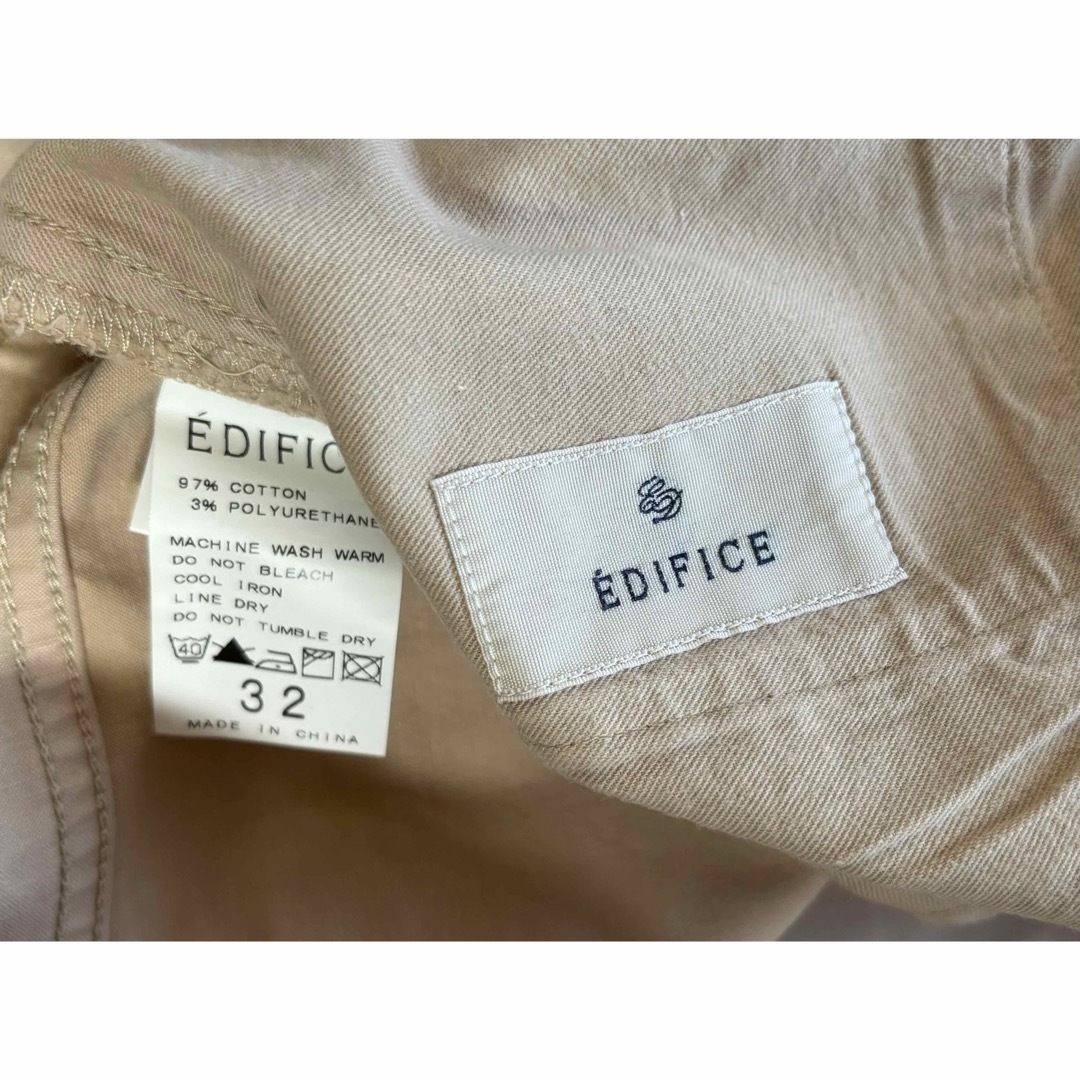 ÉDIFIC
97% COTTON
3% POLYURETHANE
MACHINE WASH WARM
DO NOT BLEACH
COOL IRON
LINE DRY
DO NOT TUMBLE DRY
40
32
MADE IN CHINA
ÉDIFICE